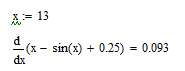 x := 13
d/dx (x − sin(x) + 0.25) = 0.093